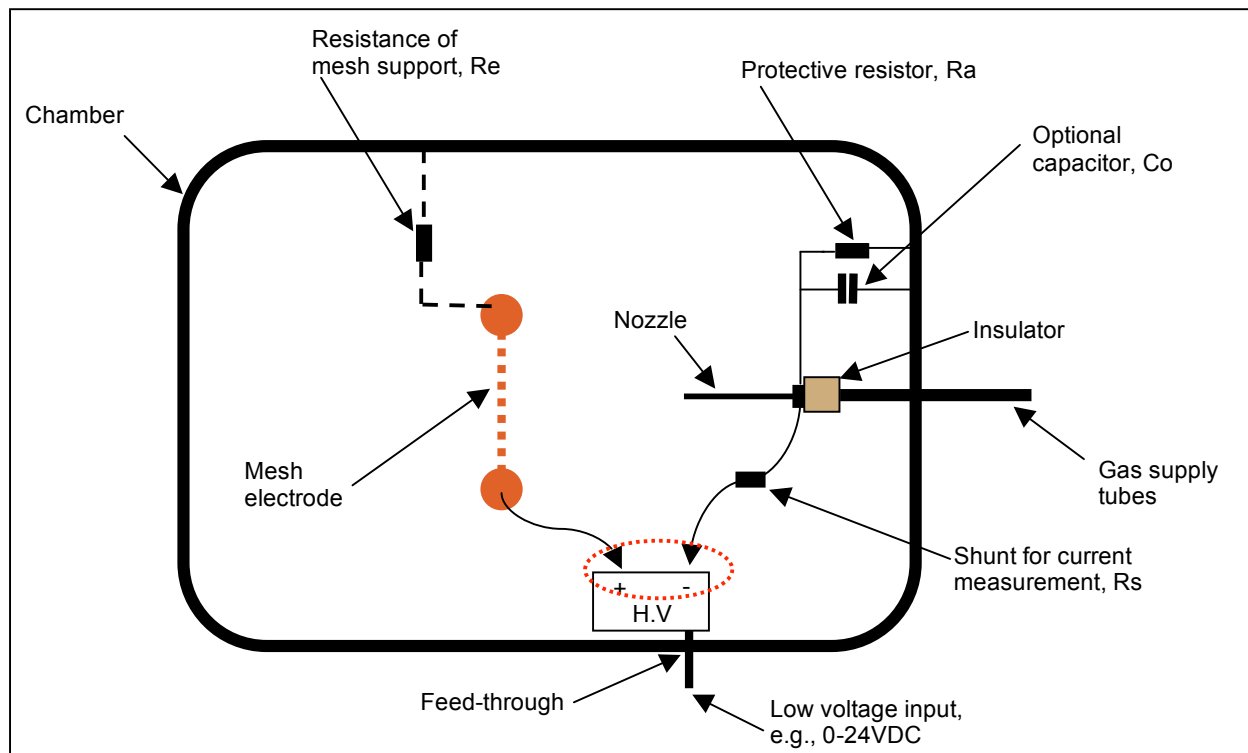 Resistance of
mesh support, Re
Protective resistor, Ra
Chamber
Optional
capacitor, Co
Nozzle
Insulator
Mesh
electrode
Gas supply
tubes
+ -
H.V
Shunt for current
measurement, Rs
Feed-through
Low voltage input,
e.g., 0-24VDC